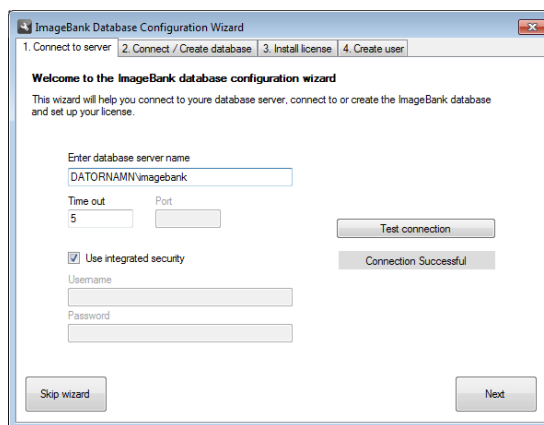 ImageBank Database Configuration Wizard
1. Connect to server 2. Connect / Create database 3. Install license 4. Create user
Welcome to the ImageBank database configuration wizard
This wizard will help you connect to youre database server, connect to or create the ImageBank database
and set up your license.
Enter database server name
DATORNAMN\imagebank
Time out Port
5
Test connection
Use integrated security
Connection Successful
Username
Password
Skip wizard
Next